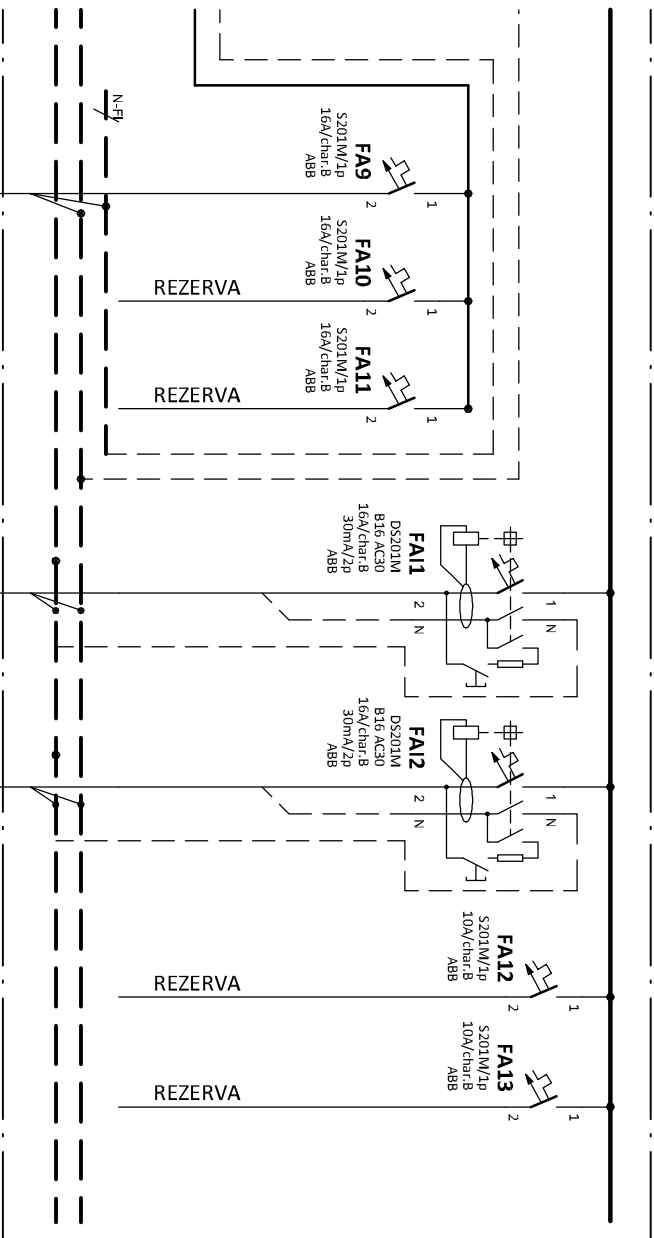 N-FI
FA9
S201M/1p
16A/char.B
ABB
1
2
FA10
S201M/1p
16A/char.B
ABB
1
2
REZERVA
FA11
S201M/1p
16A/char.B
ABB
1
2
REZERVA
FAI1
DS201M
B16 AC30
16A/char.B
30mA/2p
ABB
1
N
2
N
FAI2
DS201M
B16 AC30
16A/char.B
30mA/2p
ABB
1
N
2
N
FA12
S201M/1p
10A/char.B
ABB
1
2
REZERVA
FA13
S201M/1p
10A/char.B
ABB
1
2
REZERVA